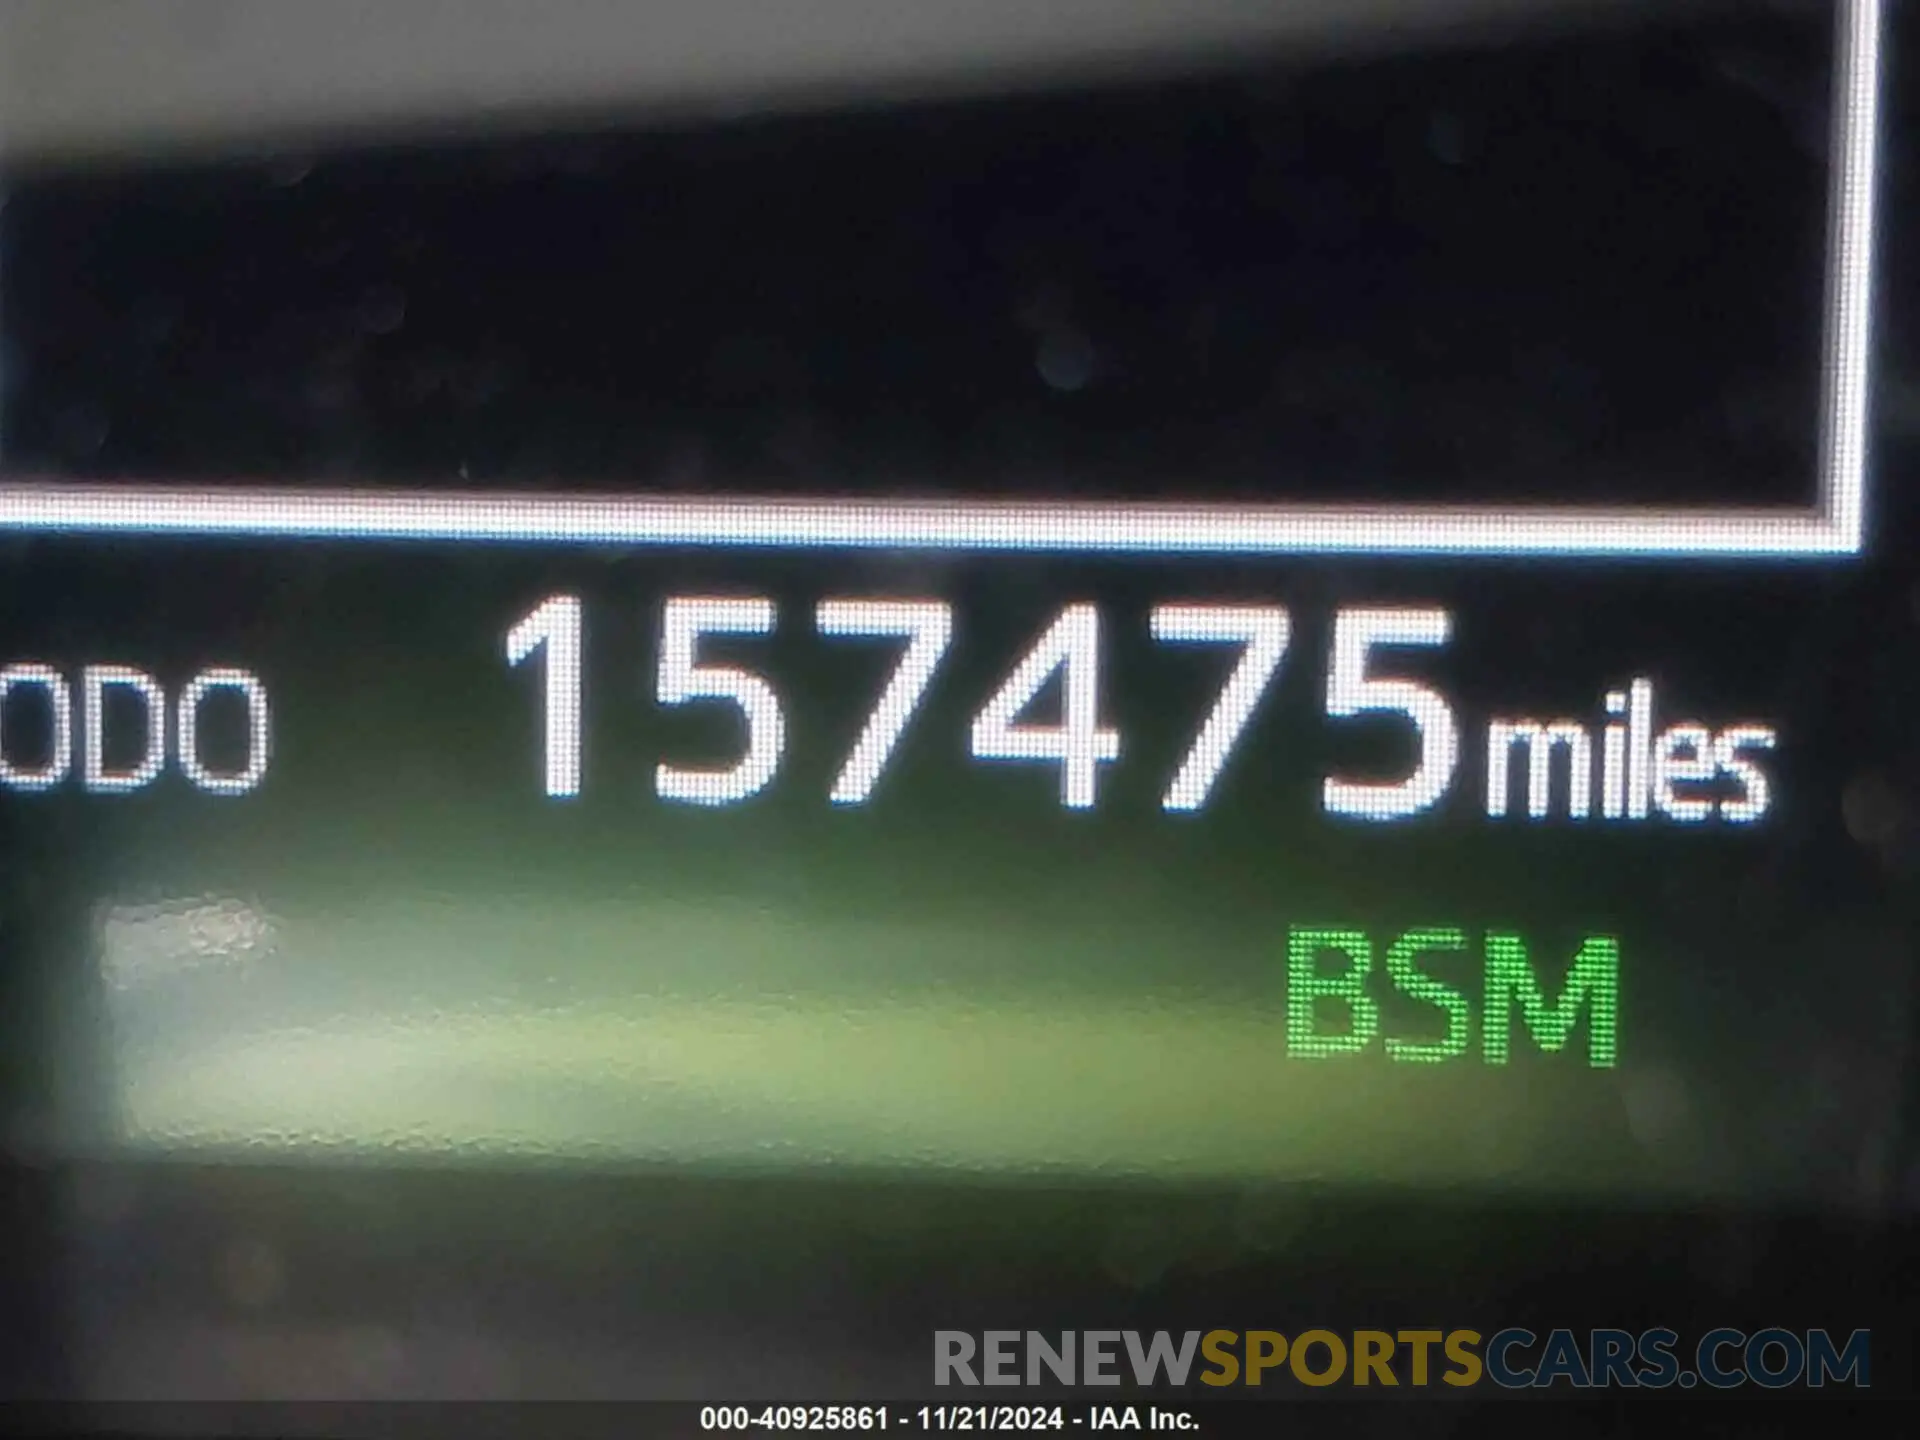 ODO 157475 miles
BSM
RENEWSPORTSCARS.COM
000-40925861 - 11/21/2024 - IAA Inc.